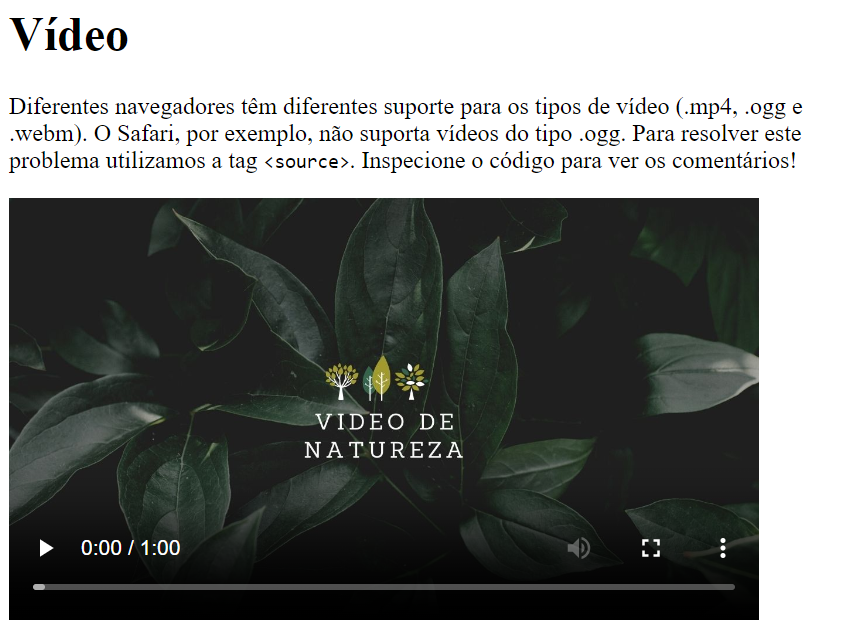 Vídeo
Diferentes navegadores têm diferentes suporte para os tipos de vídeo (.mp4, .ogg e
.webm). O Safari, por exemplo, não suporta vídeos do tipo .ogg. Para resolver este
problema utilizamos a tag <source>. Inspecione o código para ver os comentários!
VIDEO DE
NATUREZA
0:00 / 1:00